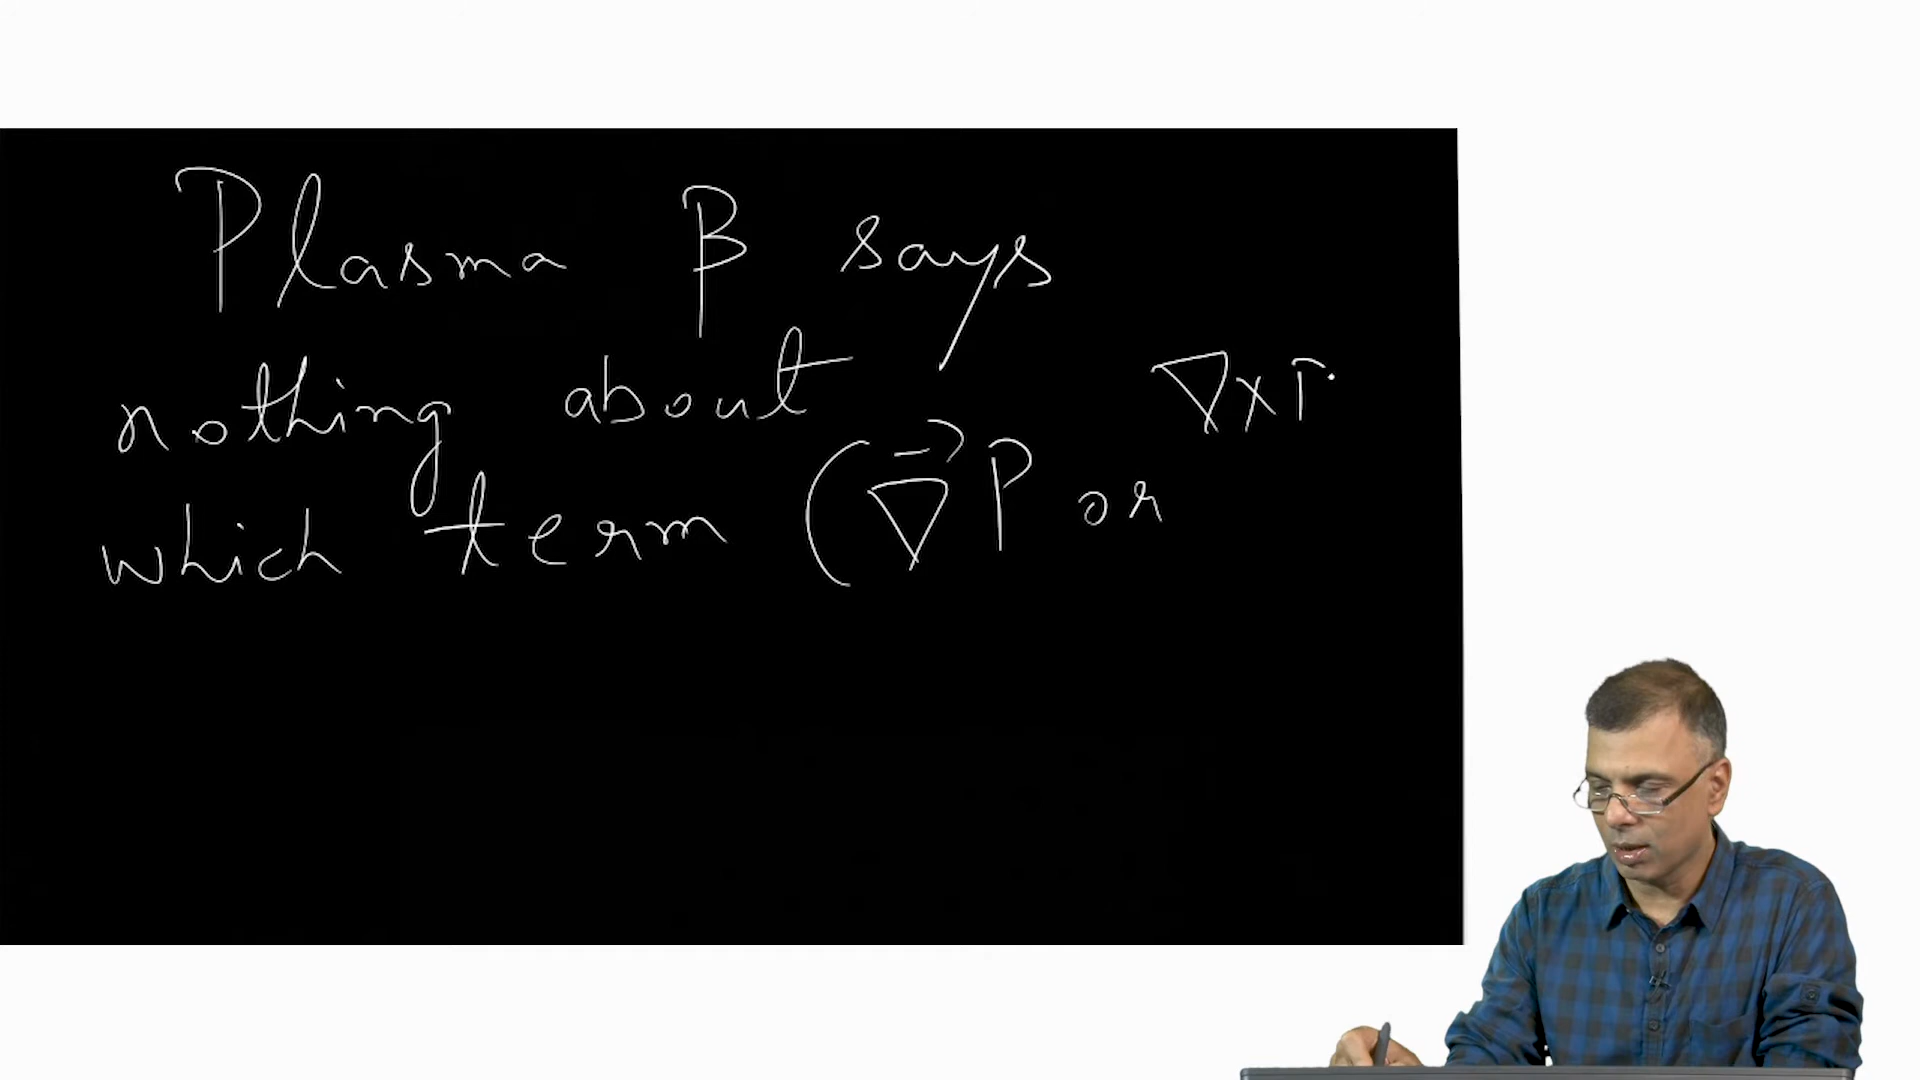 Plasma β says
nothing about
which term (∇⃗ P or
∇ ×